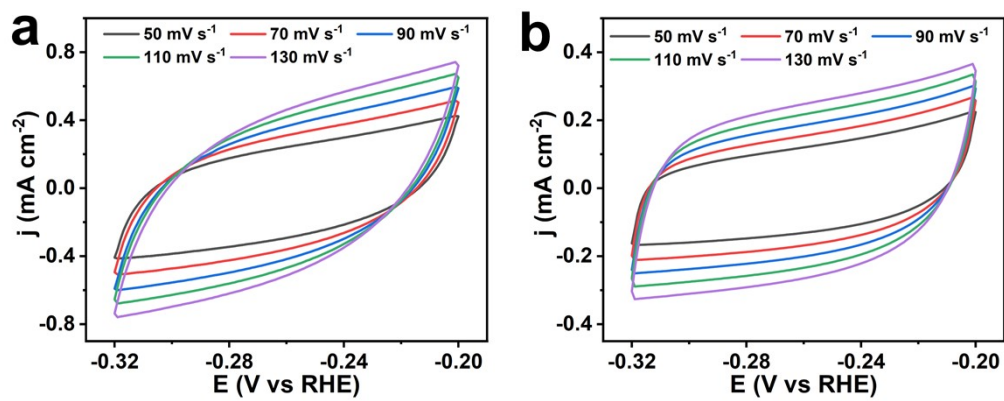 a
50 mV s⁻¹ 70 mV s⁻¹ 90 mV s⁻¹
110 mV s⁻¹ 130 mV s⁻¹
0.8
0.4
0.0
-0.4
-0.8
j (mA cm⁻²)
-0.32 -0.28 -0.24 -0.20
E (V vs RHE)
b
50 mV s⁻¹ 70 mV s⁻¹ 90 mV s⁻¹
110 mV s⁻¹ 130 mV s⁻¹
0.4
0.2
0.0
-0.2
-0.4
j (mA cm⁻²)
-0.32 -0.28 -0.24 -0.20
E (V vs RHE)